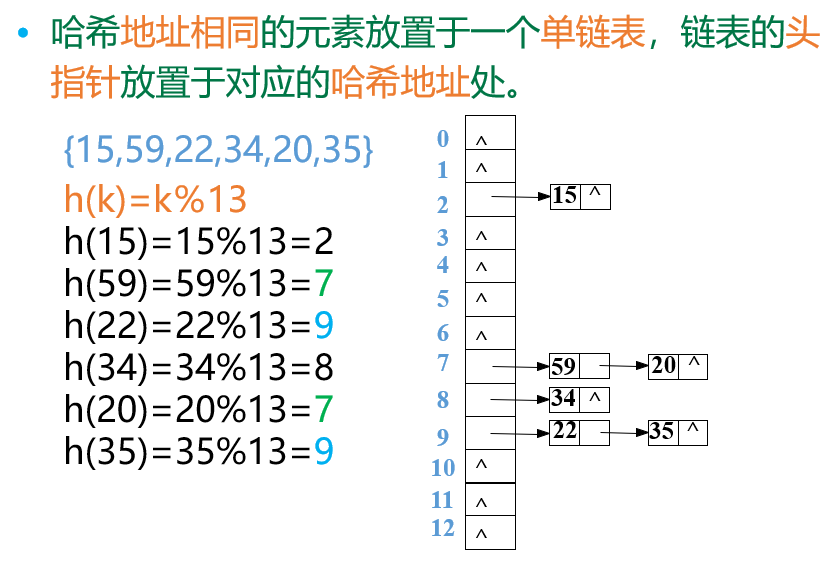 • 哈希地址相同的元素放置于一个单链表，链表的头
指针放置于对应的哈希地址处。
{15,59,22,34,20,35}
h(k)=k%13
h(15)=15%13=2
h(59)=59%13=7
h(22)=22%13=9
h(34)=34%13=8
h(20)=20%13=7
h(35)=35%13=9
0 ^
1 ^
2 15 ^
3 ^
4 ^
5 ^
6 ^
7 59 20 ^
8 34 ^
9 22 35 ^
10 ^
11 ^
12 ^